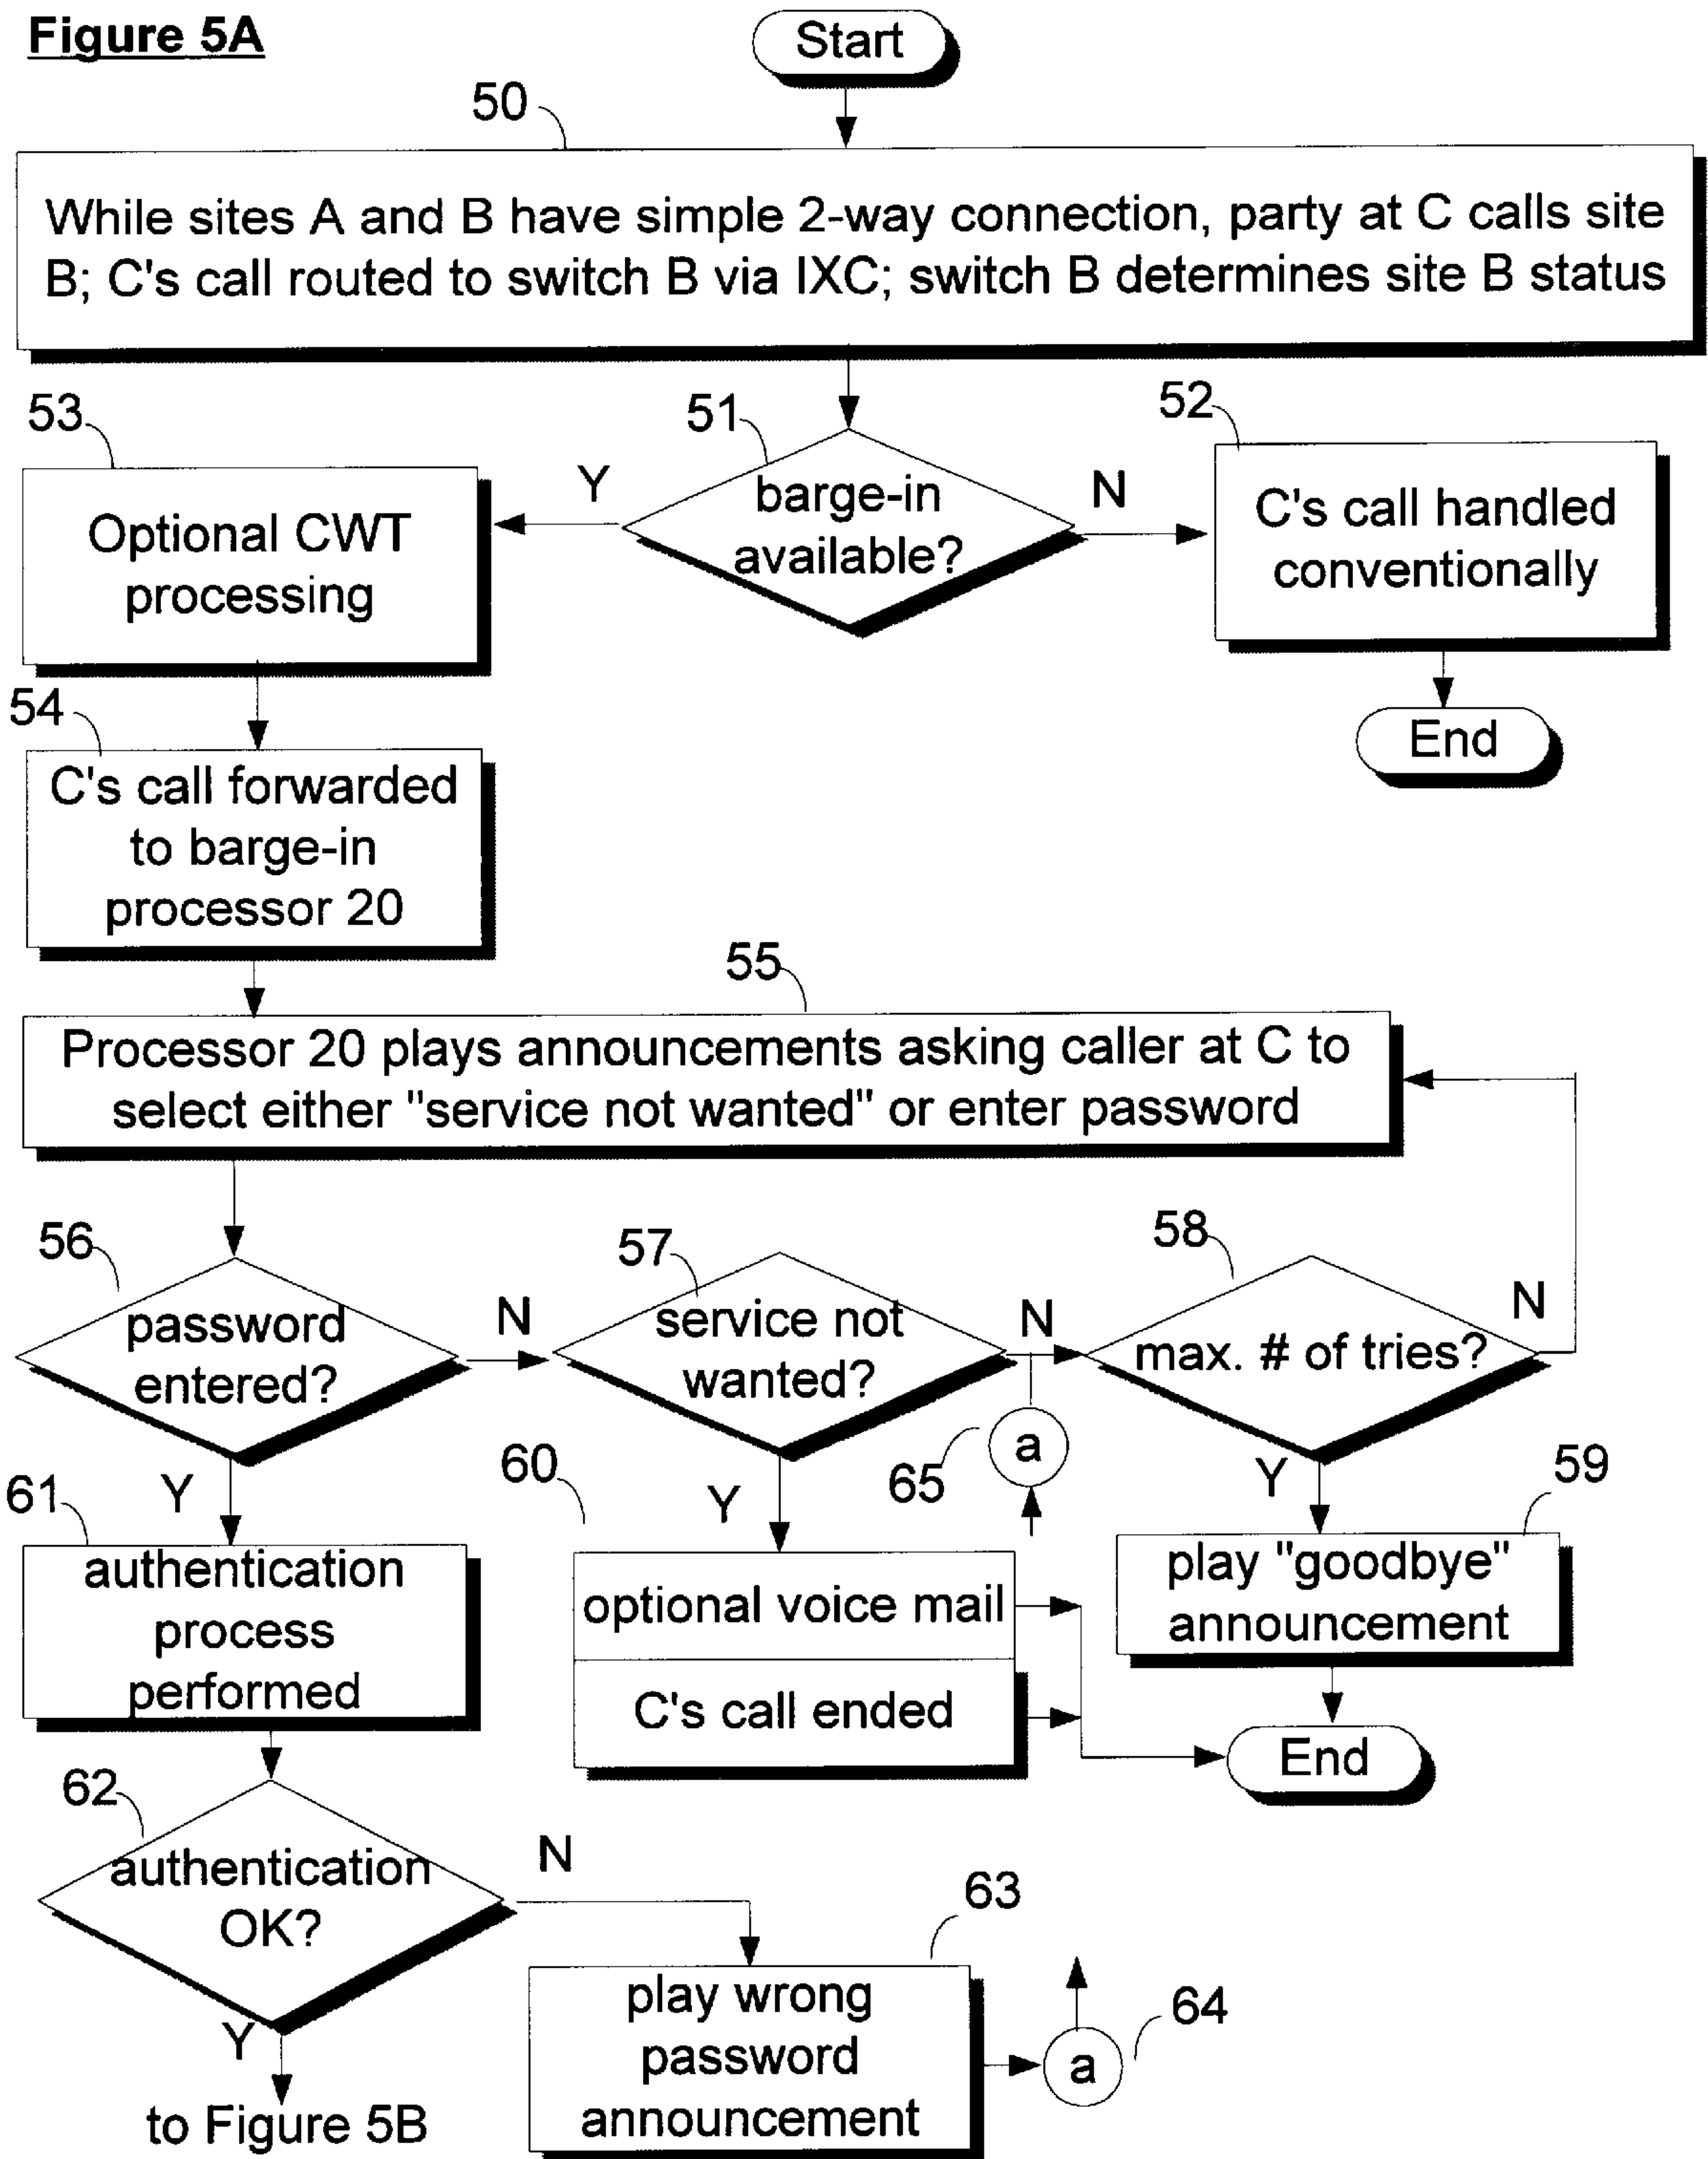 Figure 5A
Start
50
While sites A and B have simple 2-way connection, party at C calls site
B; C's call routed to switch B via IXC; switch B determines site B status
53
51
52
Y
barge-in
available?
N
Optional CWT
processing
C's call handled
conventionally
End
54
C's call forwarded
to barge-in
processor 20
55
Processor 20 plays announcements asking caller at C to
select either "service not wanted" or enter password
56
57
58
password
entered?
N
service not
wanted?
N
max. # of tries?
N
65
a
61
Y
60
Y
Y
59
authentication
process
performed
optional voice mail
C's call ended
play "goodbye"
announcement
End
62
authentication
OK?
N
63
Y
to Figure 5B
play wrong
password
announcement
a
64